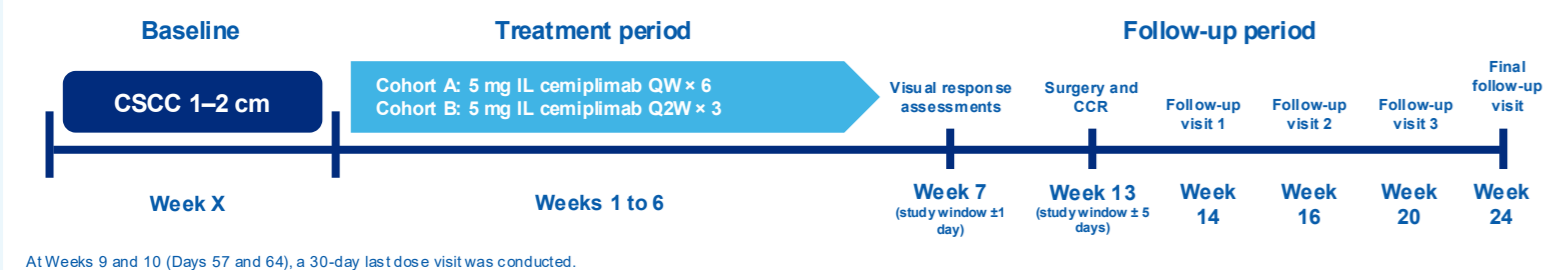 Baseline
Treatment period
Follow-up period
CSCC 1–2 cm
Cohort A: 5 mg IL cemiplimab QW × 6
Cohort B: 5 mg IL cemiplimab Q2W × 3
Visual response
assessments
Surgery and
CCR
Follow-up
visit 1
Follow-up
visit 2
Follow-up
visit 3
Final
follow-up
visit
Week X
Weeks 1 to 6
Week 7
(study window ±1
day)
Week 13
(study window ± 5
days)
Week
14
Week
16
Week
20
Week
24
At Weeks 9 and 10 (Days 57 and 64), a 30-day last dose visit was conducted.